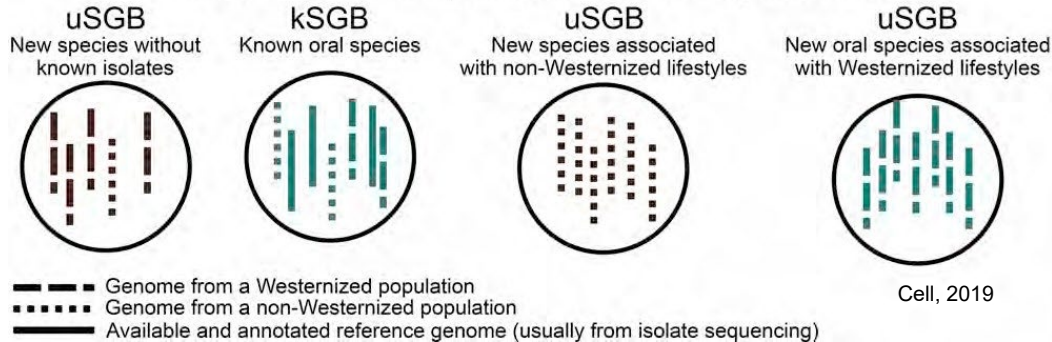 uSGB
New species without
known isolates
kSGB
Known oral species
uSGB
New species associated
with non-Westernized lifestyles
uSGB
New oral species associated
with Westernized lifestyles
Genome from a Westernized population
Genome from a non-Westernized population
Available and annotated reference genome (usually from isolate sequencing)
Cell, 2019